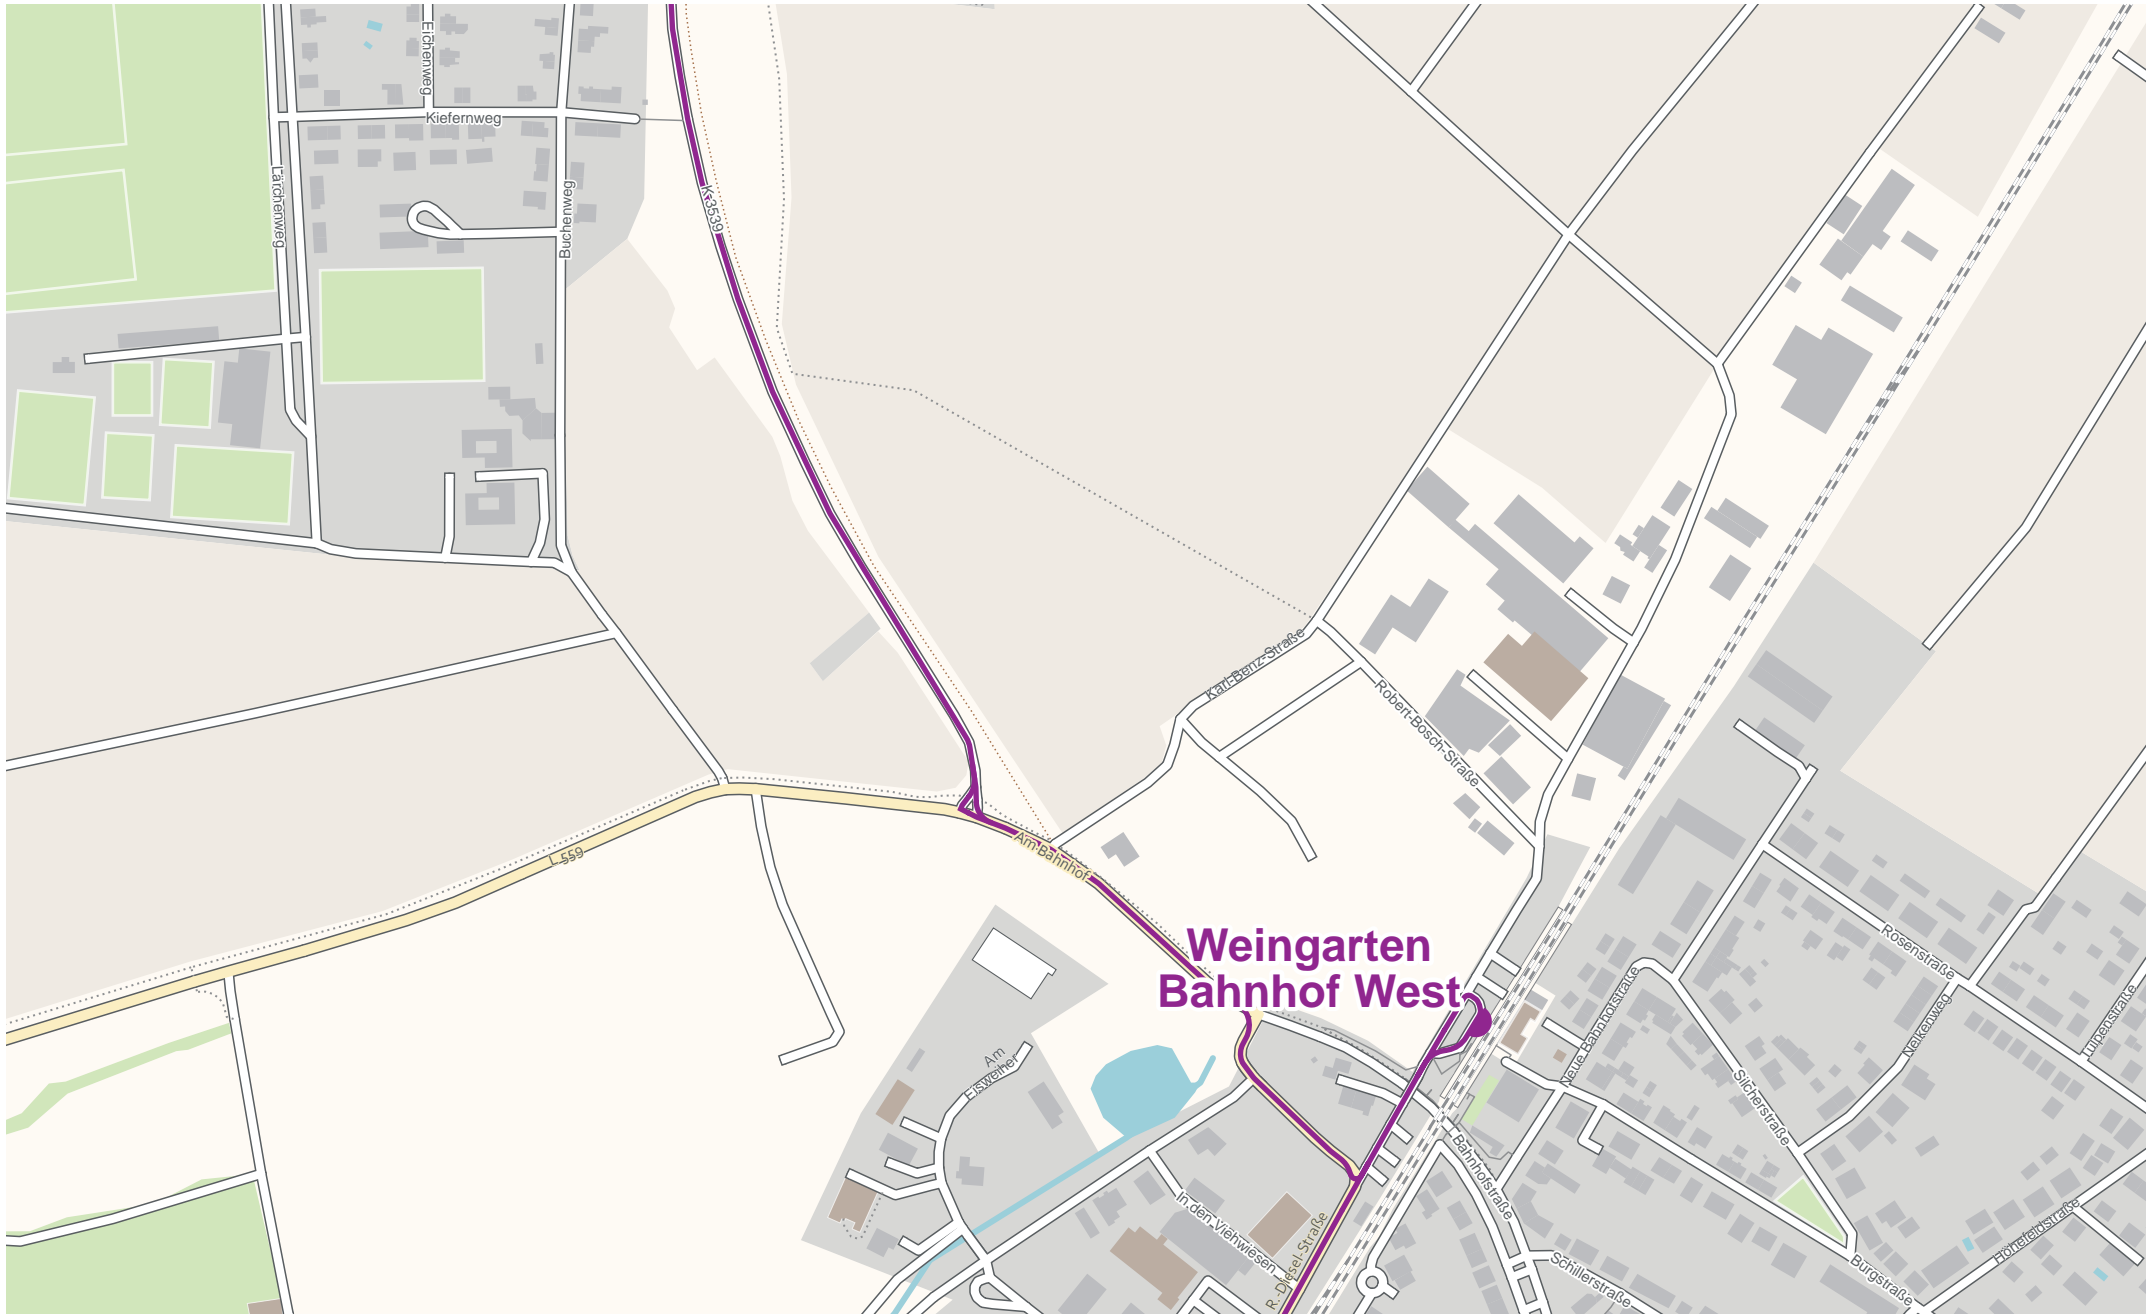 Eichenweg
Kiefernweg
Lärchenweg
Buchenweg
K 3539
Karl-Benz-Straße
Robert-Bosch-Straße
L 559
Am Bahnhof
Weingarten
Bahnhof West
Rosenstraße
Neue Bahnhofstraße
Nelkenweg
Tulpenstraße
Am
Eisweiher
Silcherstraße
Bahnhofstraße
In den Viehwiesen
R.-Diesel-Straße
Höhefeldstraße
Schillerstraße
Burgstraße